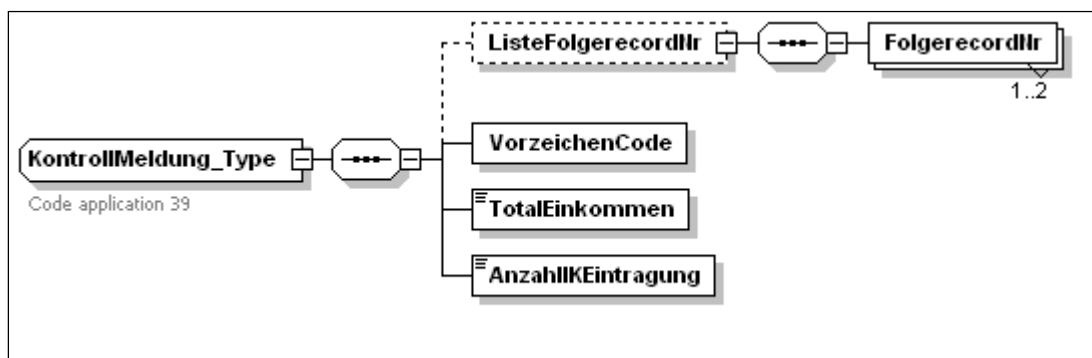 ListeFolgerecordNr
FolgerecordNr
1..2
VorzeichenCode
KontrollMeldung_Type
Code application 39
TotalEinkommen
AnzahlIKEintragung